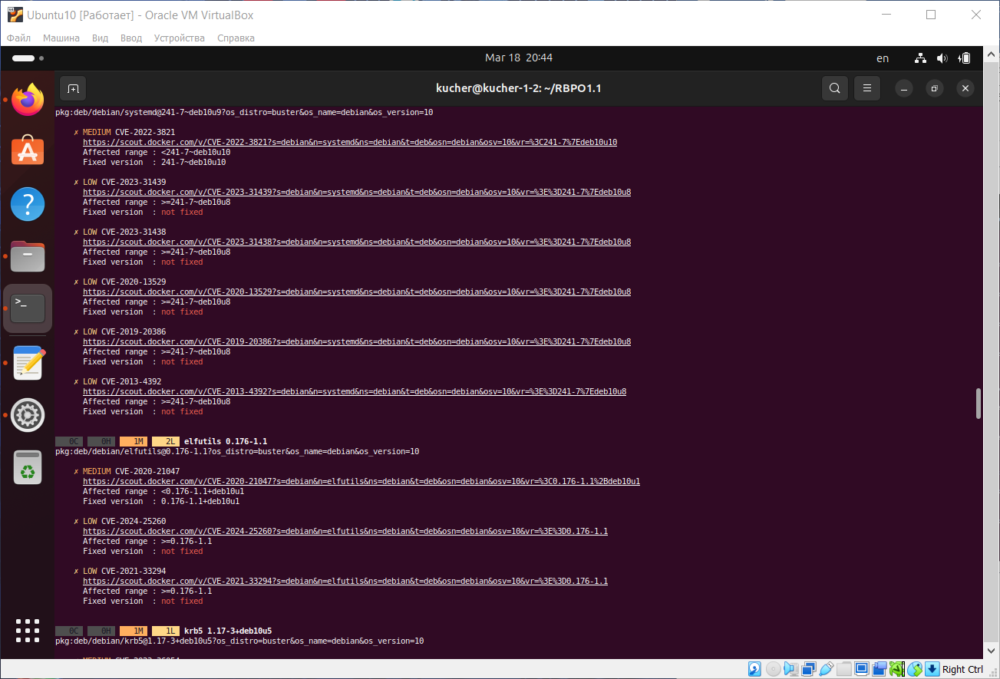 Ubuntu10 [Работает] - Oracle VM VirtualBox
Файл Машина Вид Ввод Устройства Справка
Mar 18 20:44
en
kucher@kucher-1-2: ~/RBPO1.1
pkg:deb/debian/systemd@241-7~deb10u9?os_distro=buster&os_name=debian&os_version=10
✗ MEDIUM CVE-2022-3821
https://scout.docker.com/v/CVE-2022-3821?s=debian&n=systemd&ns=debian&t=deb&osn=debian&osv=10&vr=%3C241-7%7Edeb10u10
Affected range : <241-7~deb10u10
Fixed version : 241-7~deb10u10
✗ LOW CVE-2023-31439
https://scout.docker.com/v/CVE-2023-31439?s=debian&n=systemd&ns=debian&t=deb&osn=debian&osv=10&vr=%3E%3D241-7%7Edeb10u8
Affected range : >=241-7~deb10u8
Fixed version : not fixed
✗ LOW CVE-2023-31438
https://scout.docker.com/v/CVE-2023-31438?s=debian&n=systemd&ns=debian&t=deb&osn=debian&osv=10&vr=%3E%3D241-7%7Edeb10u8
Affected range : >=241-7~deb10u8
Fixed version : not fixed
✗ LOW CVE-2020-13529
https://scout.docker.com/v/CVE-2020-13529?s=debian&n=systemd&ns=debian&t=deb&osn=debian&osv=10&vr=%3E%3D241-7%7Edeb10u8
Affected range : >=241-7~deb10u8
Fixed version : not fixed
✗ LOW CVE-2019-20386
https://scout.docker.com/v/CVE-2019-20386?s=debian&n=systemd&ns=debian&t=deb&osn=debian&osv=10&vr=%3E%3D241-7%7Edeb10u8
Affected range : >=241-7~deb10u8
Fixed version : not fixed
✗ LOW CVE-2013-4392
https://scout.docker.com/v/CVE-2013-4392?s=debian&n=systemd&ns=debian&t=deb&osn=debian&osv=10&vr=%3E%3D241-7%7Edeb10u8
Affected range : >=241-7~deb10u8
Fixed version : not fixed
0C 0H 1M 2L elfutils 0.176-1.1
pkg:deb/debian/elfutils@0.176-1.1?os_distro=buster&os_name=debian&os_version=10
✗ MEDIUM CVE-2020-21047
https://scout.docker.com/v/CVE-2020-21047?s=debian&n=elfutils&ns=debian&t=deb&osn=debian&osv=10&vr=%3C0.176-1.1%2Bdeb10u1
Affected range : <0.176-1.1+deb10u1
Fixed version : 0.176-1.1+deb10u1
✗ LOW CVE-2024-25260
https://scout.docker.com/v/CVE-2024-25260?s=debian&n=elfutils&ns=debian&t=deb&osn=debian&osv=10&vr=%3E%3D0.176-1.1
Affected range : >=0.176-1.1
Fixed version : not fixed
✗ LOW CVE-2021-33294
https://scout.docker.com/v/CVE-2021-33294?s=debian&n=elfutils&ns=debian&t=deb&osn=debian&osv=10&vr=%3E%3D0.176-1.1
Affected range : >=0.176-1.1
Fixed version : not fixed
0C 0H 1M 1L krb5 1.17-3+deb10u5
pkg:deb/debian/krb5@1.17-3+deb10u5?os_distro=buster&os_name=debian&os_version=10
Right Ctrl